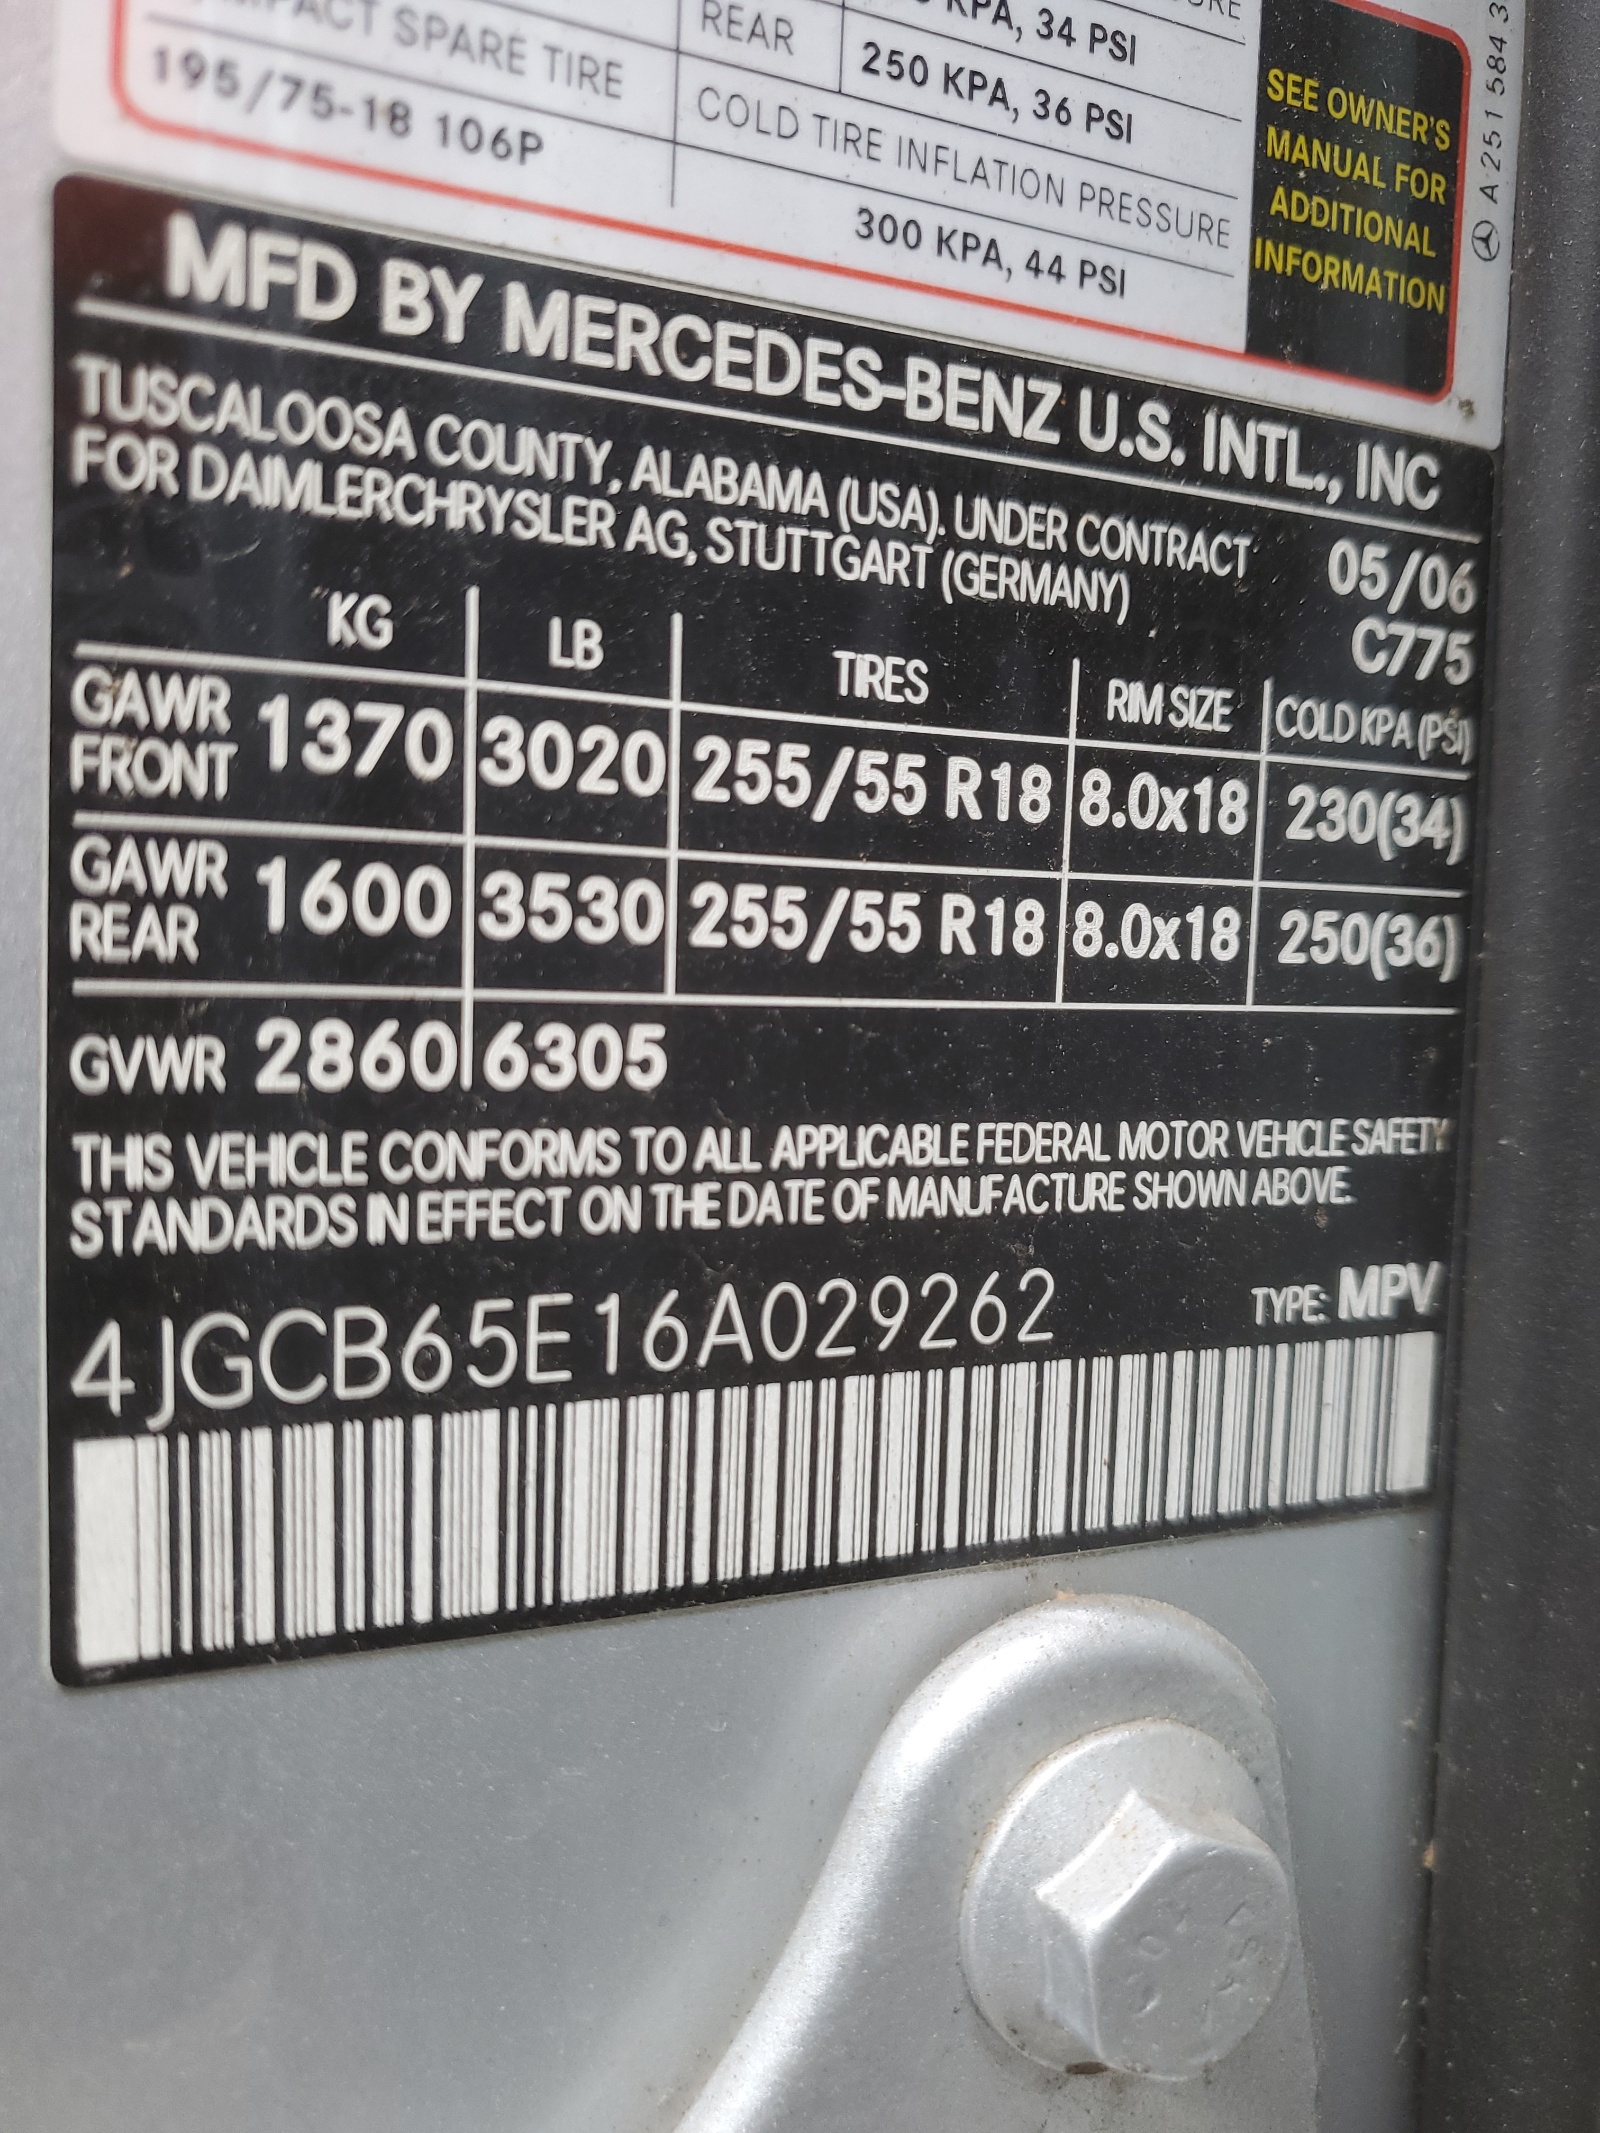 KPA, 34 PSI
SPARE TIRE
REAR
250 KPA, 36 PSI
195/75-18 106P
COLD TIRE INFLATION PRESSURE
300 KPA, 44 PSI
SEE OWNER'S
MANUAL FOR
ADDITIONAL
INFORMATION
A 251 584 3
MFD BY MERCEDES-BENZ U.S. INTL., INC
TUSCALOOSA COUNTY, ALABAMA (USA). UNDER CONTRACT 05/06
FOR DAIMLERCHRYSLER AG, STUTTGART (GERMANY) C775
KG LB TIRES RIM SIZE COLD KPA (PSI)
GAWR FRONT 1370 3020 255/55 R18 8.0x18 230(34)
GAWR REAR 1600 3530 255/55 R18 8.0x18 250(36)
GVWR 2860 6305
THIS VEHICLE CONFORMS TO ALL APPLICABLE FEDERAL MOTOR VEHICLE SAFETY
STANDARDS IN EFFECT ON THE DATE OF MANUFACTURE SHOWN ABOVE.
4JGCB65E16A029262 TYPE: MPV